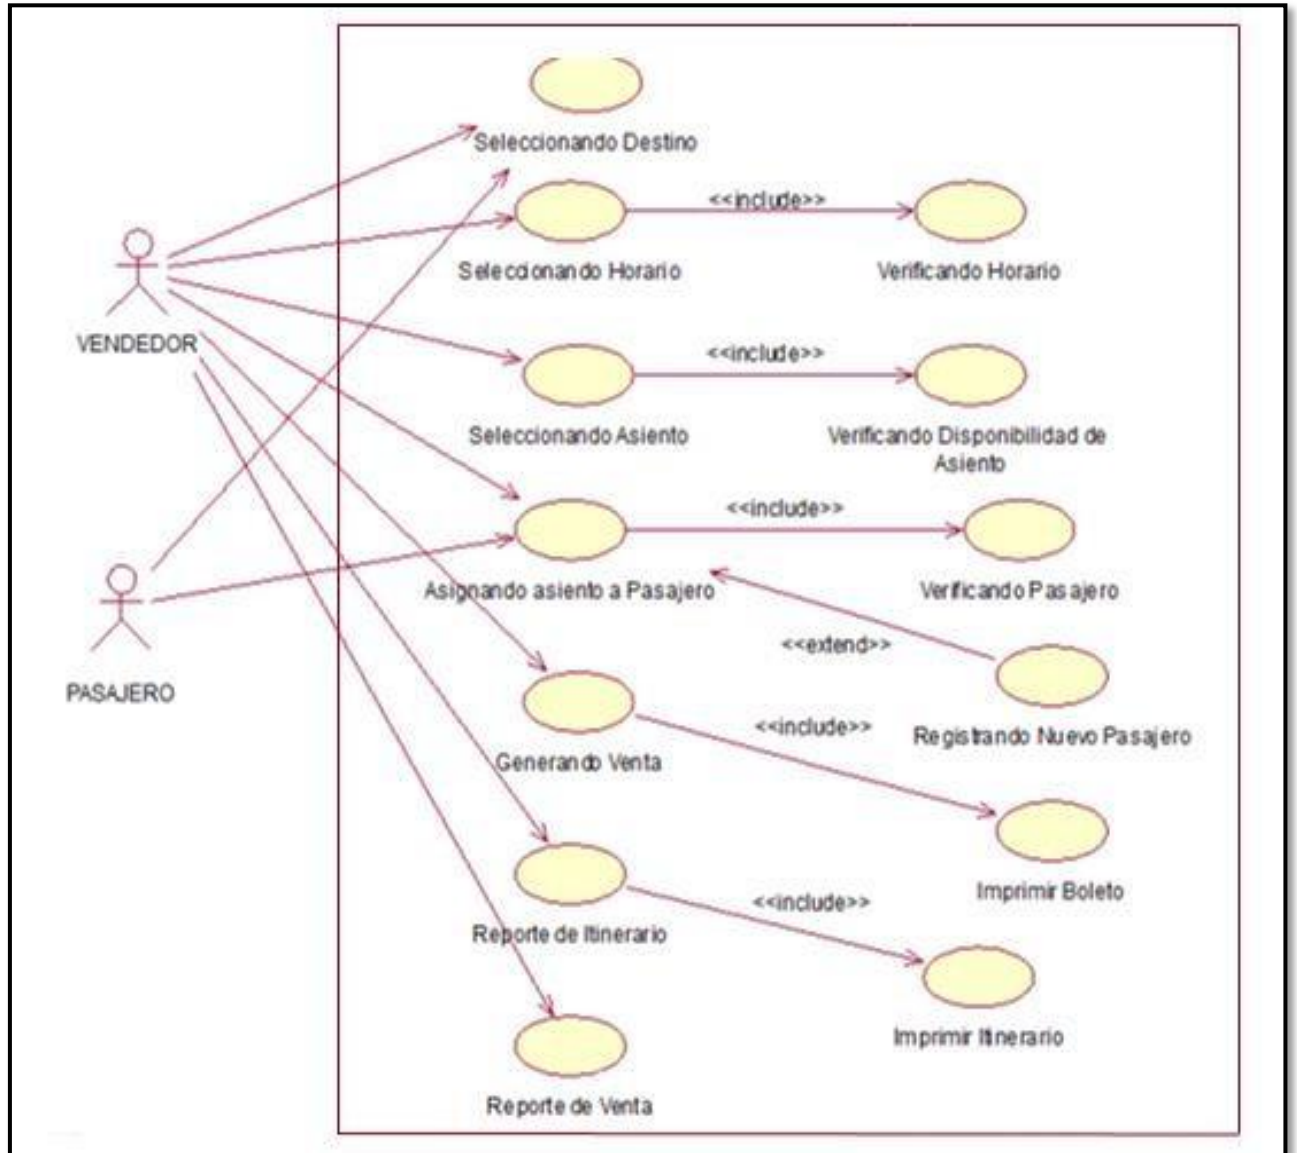 Seleccionando Destino
<<include>>
Seleccionando Horario
Verificando Horario
VENDEDOR
<<include>>
Seleccionando Asiento
Verificando Disponibilidad de
Asiento
<<include>>
Asignando asiento a Pasajero
Verificando Pasajero
<<extend>>
PASAJERO
<<include>>
Registrando Nuevo Pasajero
Generando Venta
Imprimir Boleto
<<include>>
Reporte de Itinerario
Imprimir Itinerario
Reporte de Venta